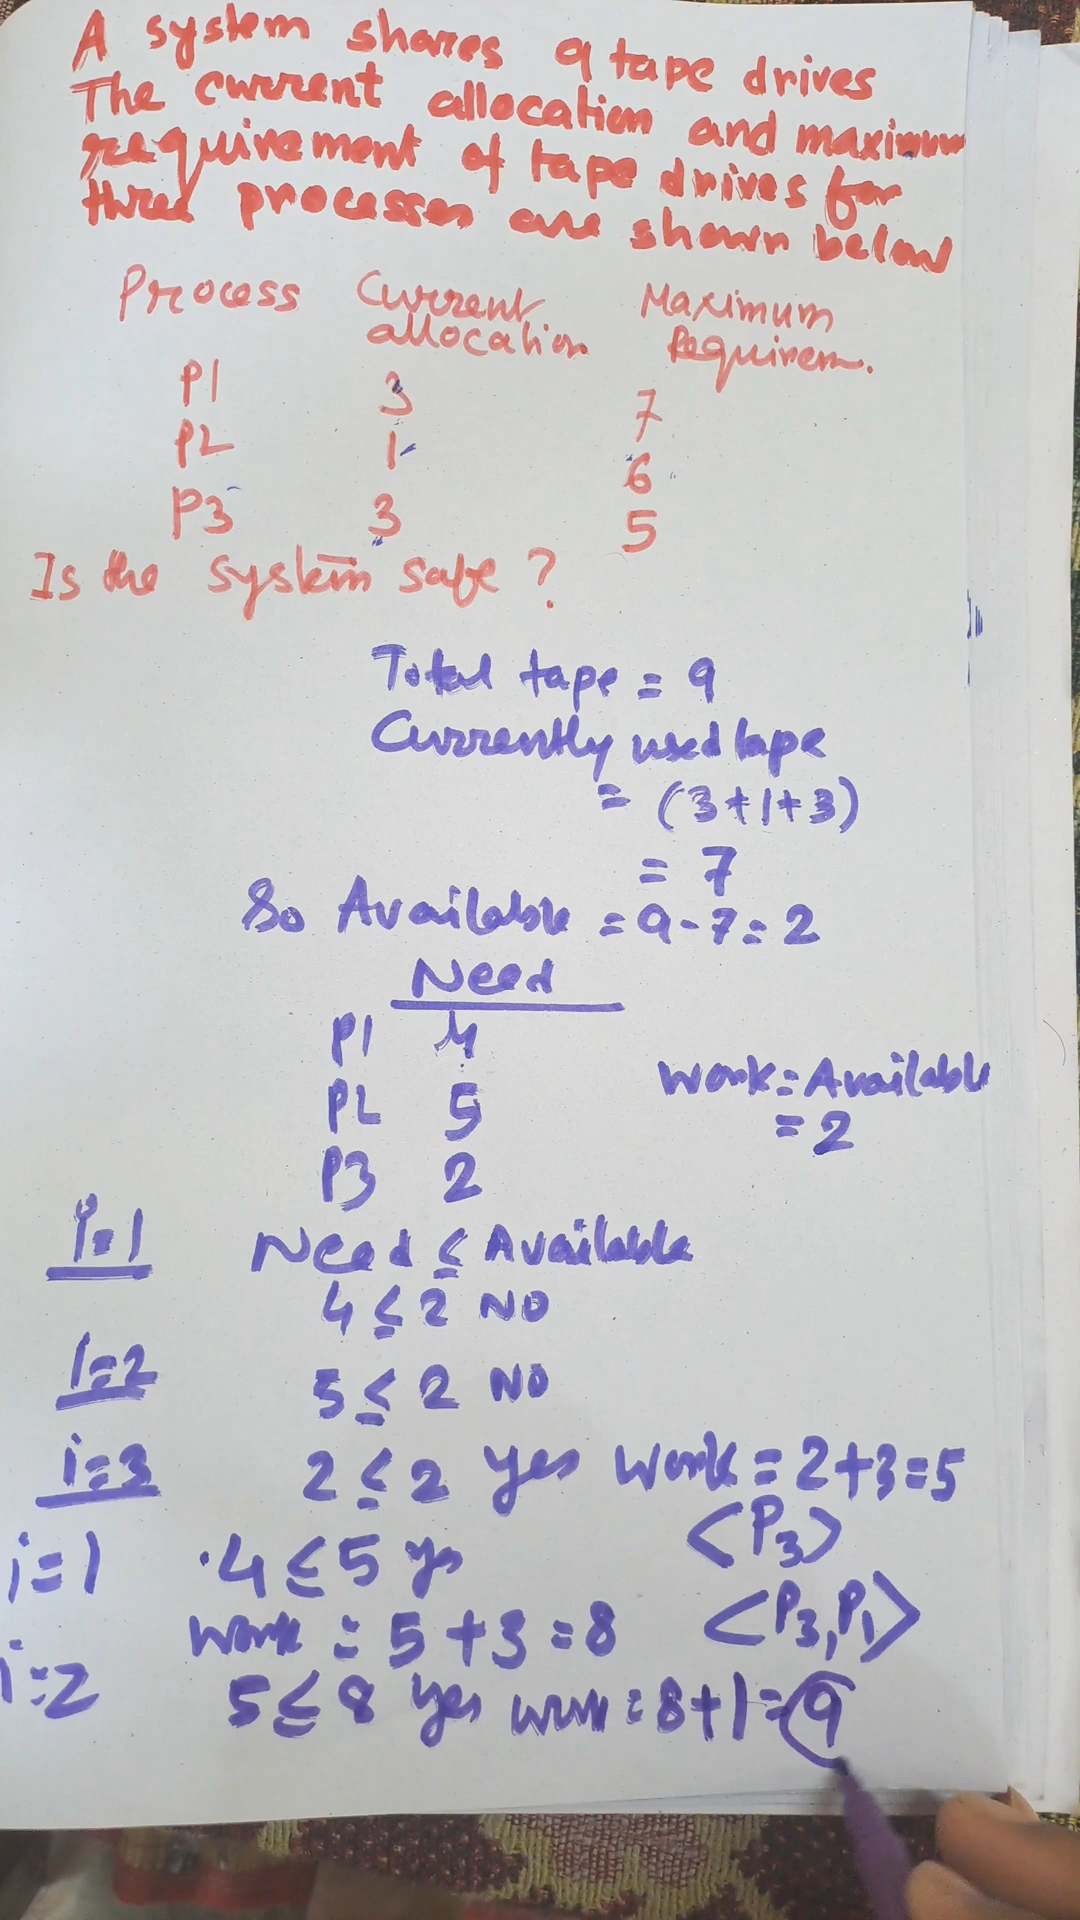 A system shares 9 tape drives
The current allocation and maximum
requirement of tape drives for
three processes are shown below
Process Current allocation Maximum Requirem.
P1 3 7
P2 1 6
P3 3 5
Is the system safe?
Total tape = 9
Currently used tape
= (3+1+3)
= 7
So Available = 9-7=2
Need
P1 4
P2 5
P3 2
Work = Available
= 2
i=1 Need ≤ Available
4 ≤ 2 NO
i=2 5 ≤ 2 NO
i=3 2 ≤ 2 yes Work = 2+3=5
<P3>
i=1 4 ≤ 5 ys
<P3, P1>
Work = 5+3=8
i=2 5 ≤ 8 yes Work = 8+1=9